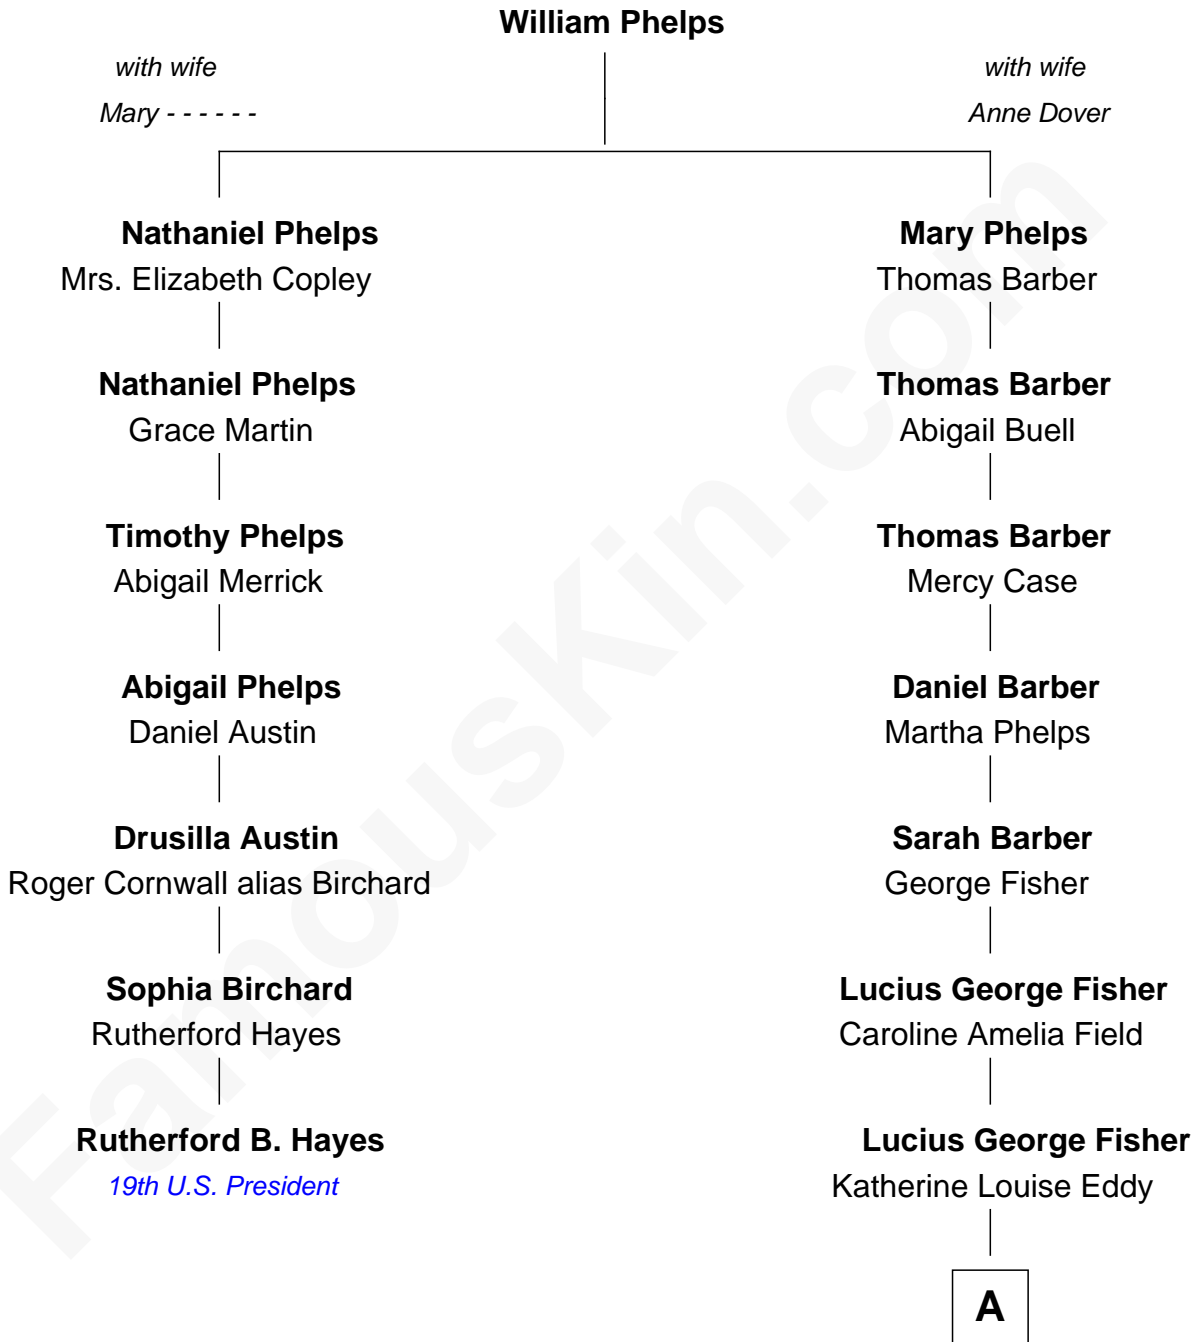 William Phelps
with wife
Mary - - - - - -
with wife
Anne Dover
Nathaniel Phelps
Mrs. Elizabeth Copley
Mary Phelps
Thomas Barber
Nathaniel Phelps
Grace Martin
Thomas Barber
Abigail Buell
Timothy Phelps
Abigail Merrick
Thomas Barber
Mercy Case
Abigail Phelps
Daniel Austin
Daniel Barber
Martha Phelps
Drusilla Austin
Roger Cornwall alias Birchard
Sarah Barber
George Fisher
Sophia Birchard
Rutherford Hayes
Lucius George Fisher
Caroline Amelia Field
Rutherford B. Hayes
19th U.S. President
Lucius George Fisher
Katherine Louise Eddy
A
FamousKin.com